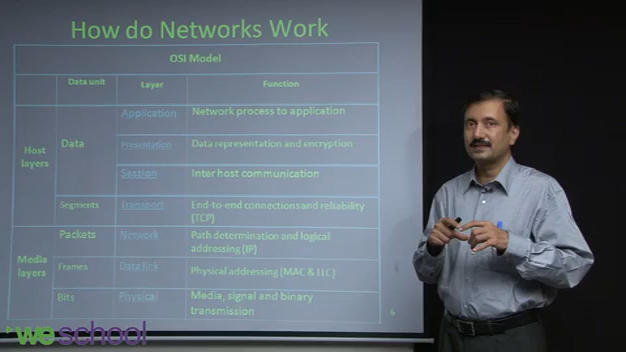 How do Networks Work
OSI Model
Data unit Layer Function
Host layers
Data
Application Network process to application
Presentation Data representation and encryption
Session Inter host communication
Segments Transport End-to-end connections and reliability
(TCP)
Media layers
Packets Network Path determination and logical
addressing (IP)
Frames Data link Physical addressing (MAC & LLC)
Bits Physical Media, signal and binary
transmission
6
we school